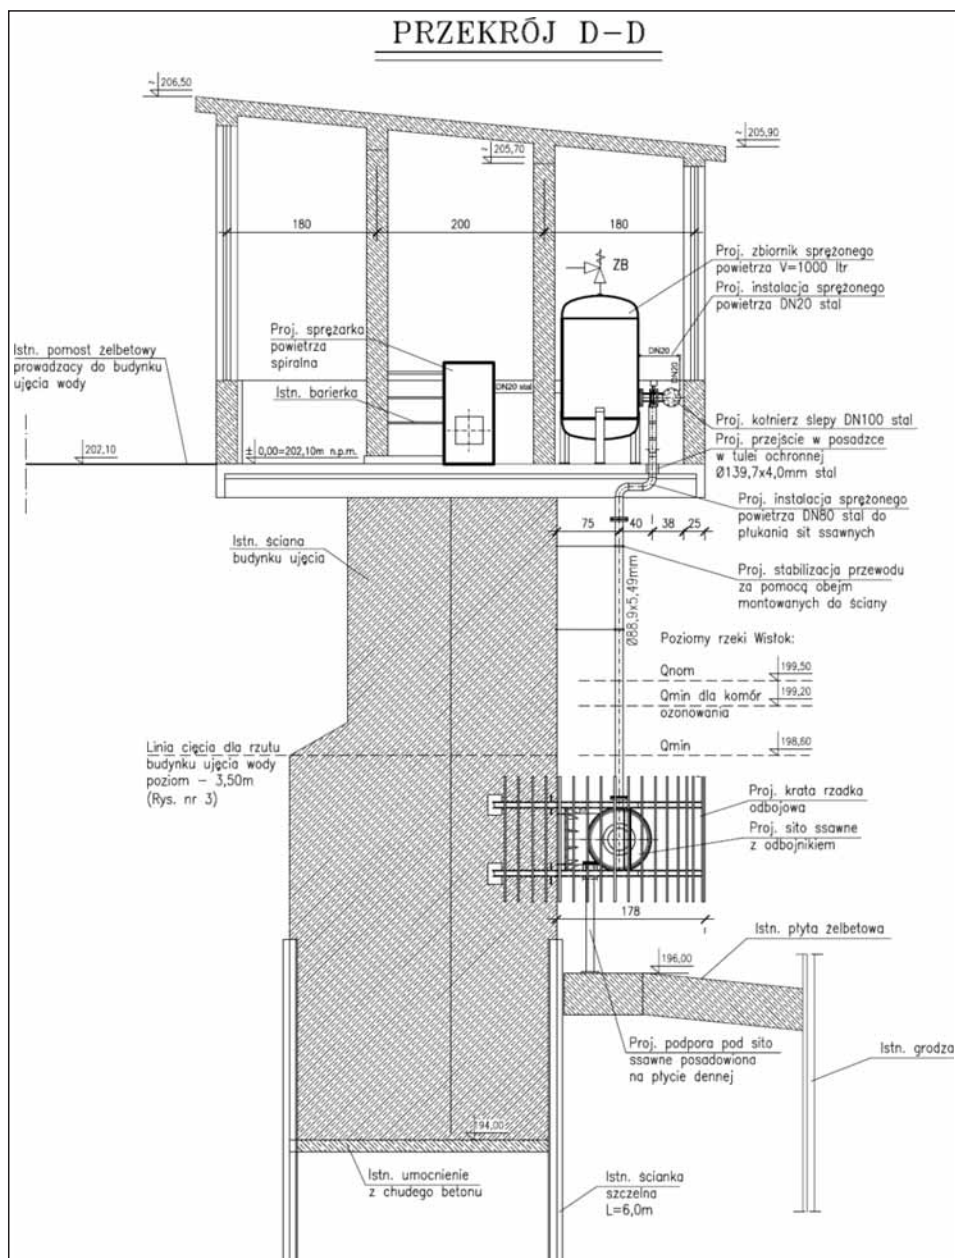 PRZEKRÓJ D-D
~ 206,50
~ 205,90
~ 205,70
180
200
180
ZB
Proj. zbiornik sprężonego
powietrza V=1000 ltr
Proj. instalacja sprężonego
powietrza DN20 stal
Proj. sprężarka
powietrza
spiralna
Istn. pomost żelbetowy
prowadzacy do budynku
ujęcia wody
DN20
DN20
DN20 stal
Istn. barierka
Proj. kołnierz ślepy DN100 stal
202,10
± 0,00=202,10m n.p.m.
Proj. przejście w posadzce
w tulei ochronnej
Ø139,7x4,0mm stal
Proj. instalacja sprężonego
powietrza DN80 stal do
płukania sit ssawnych
75
40
38
25
Istn. ściana
budynku ujęcia
Proj. stabilizacja przewodu
za pomocą obejm
montowanych do ściany
Ø88,9x5,49mm
Poziomy rzeki Wisłok:
Qnom
199,50
Qmin dla komór
ozonowania
199,20
Qmin
198,60
Linia cięcia dla rzutu
budynku ujęcia wody
poziom - 3,50m
(Rys. nr 3)
Proj. krata rzadka
odbojowa
Proj. sito ssawne
z odbojnikiem
178
Istn. płyta żelbetowa
196,00
Proj. podpora pod sito
ssawne posadowiona
na płycie dennej
Istn. grodza
194,00
Istn. umocnienie
z chudego betonu
Istn. ścianka
szczelna
L=6,0m